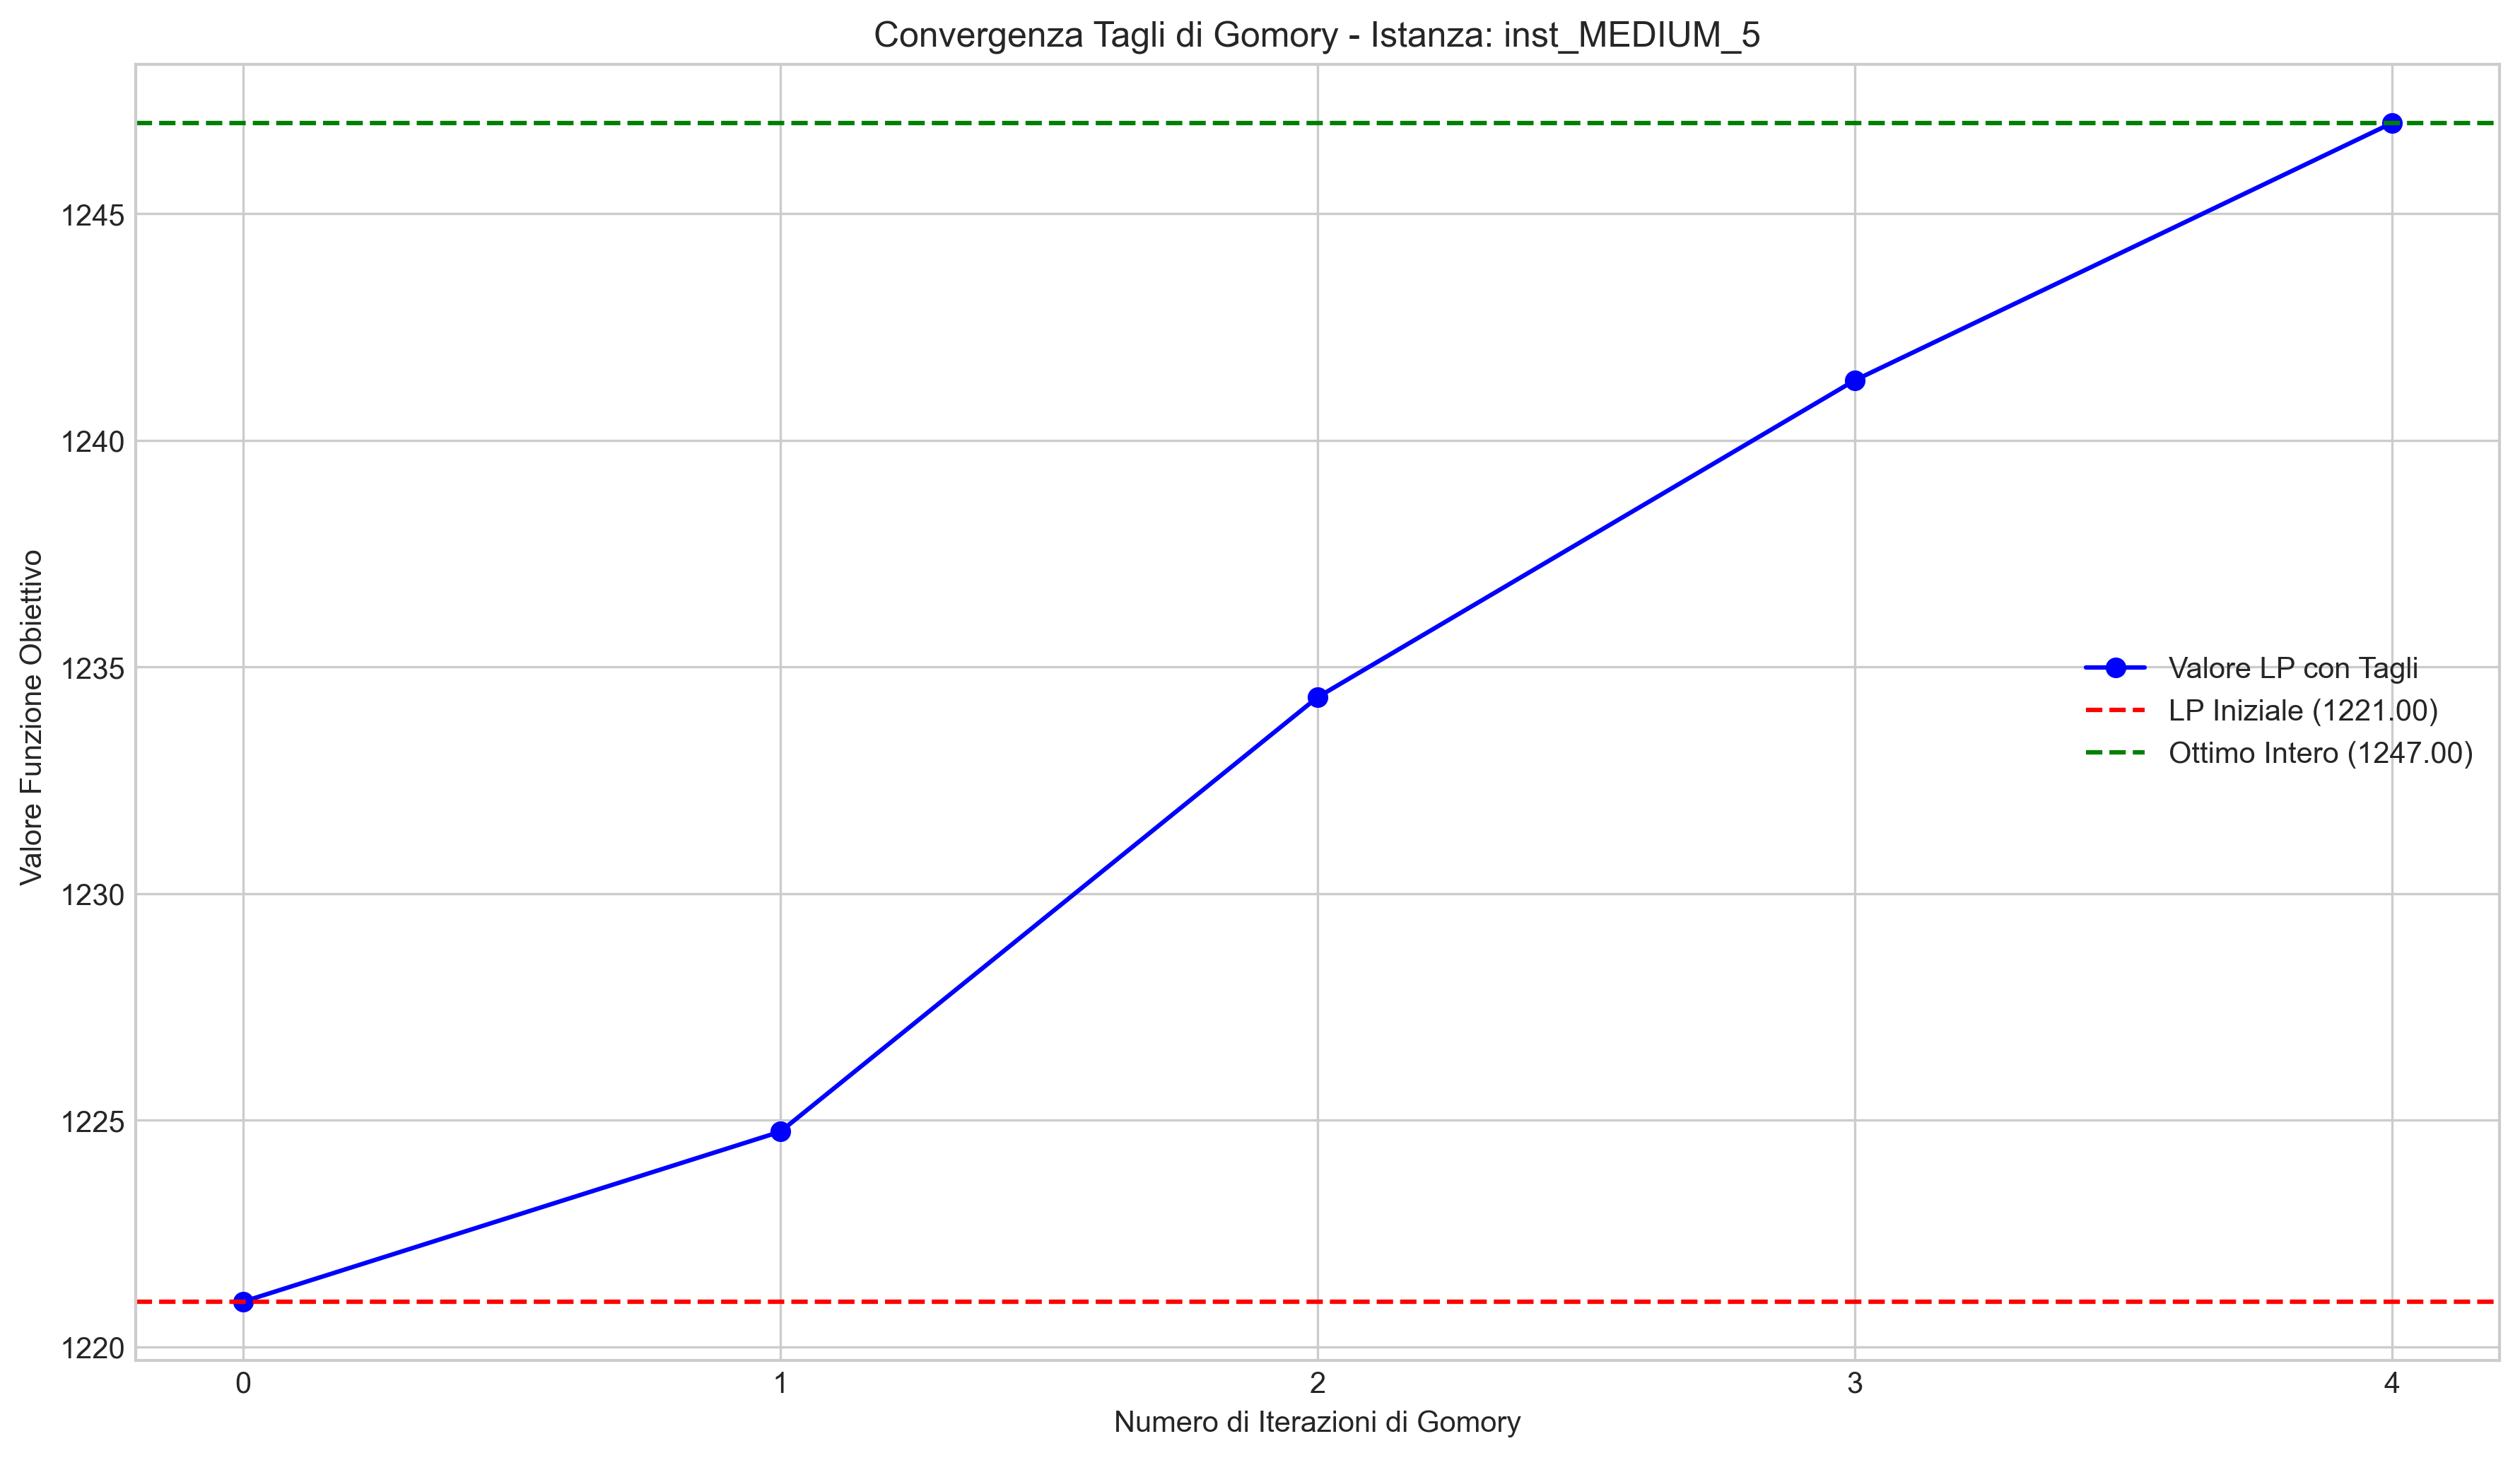 Convergenza Tagli di Gomory - Istanza: inst_MEDIUM_5
Valore Funzione Obiettivo
1245
1240
1235
1230
1225
1220
Valore LP con Tagli
LP Iniziale (1221.00)
Ottimo Intero (1247.00)
0 1 2 3 4
Numero di Iterazioni di Gomory